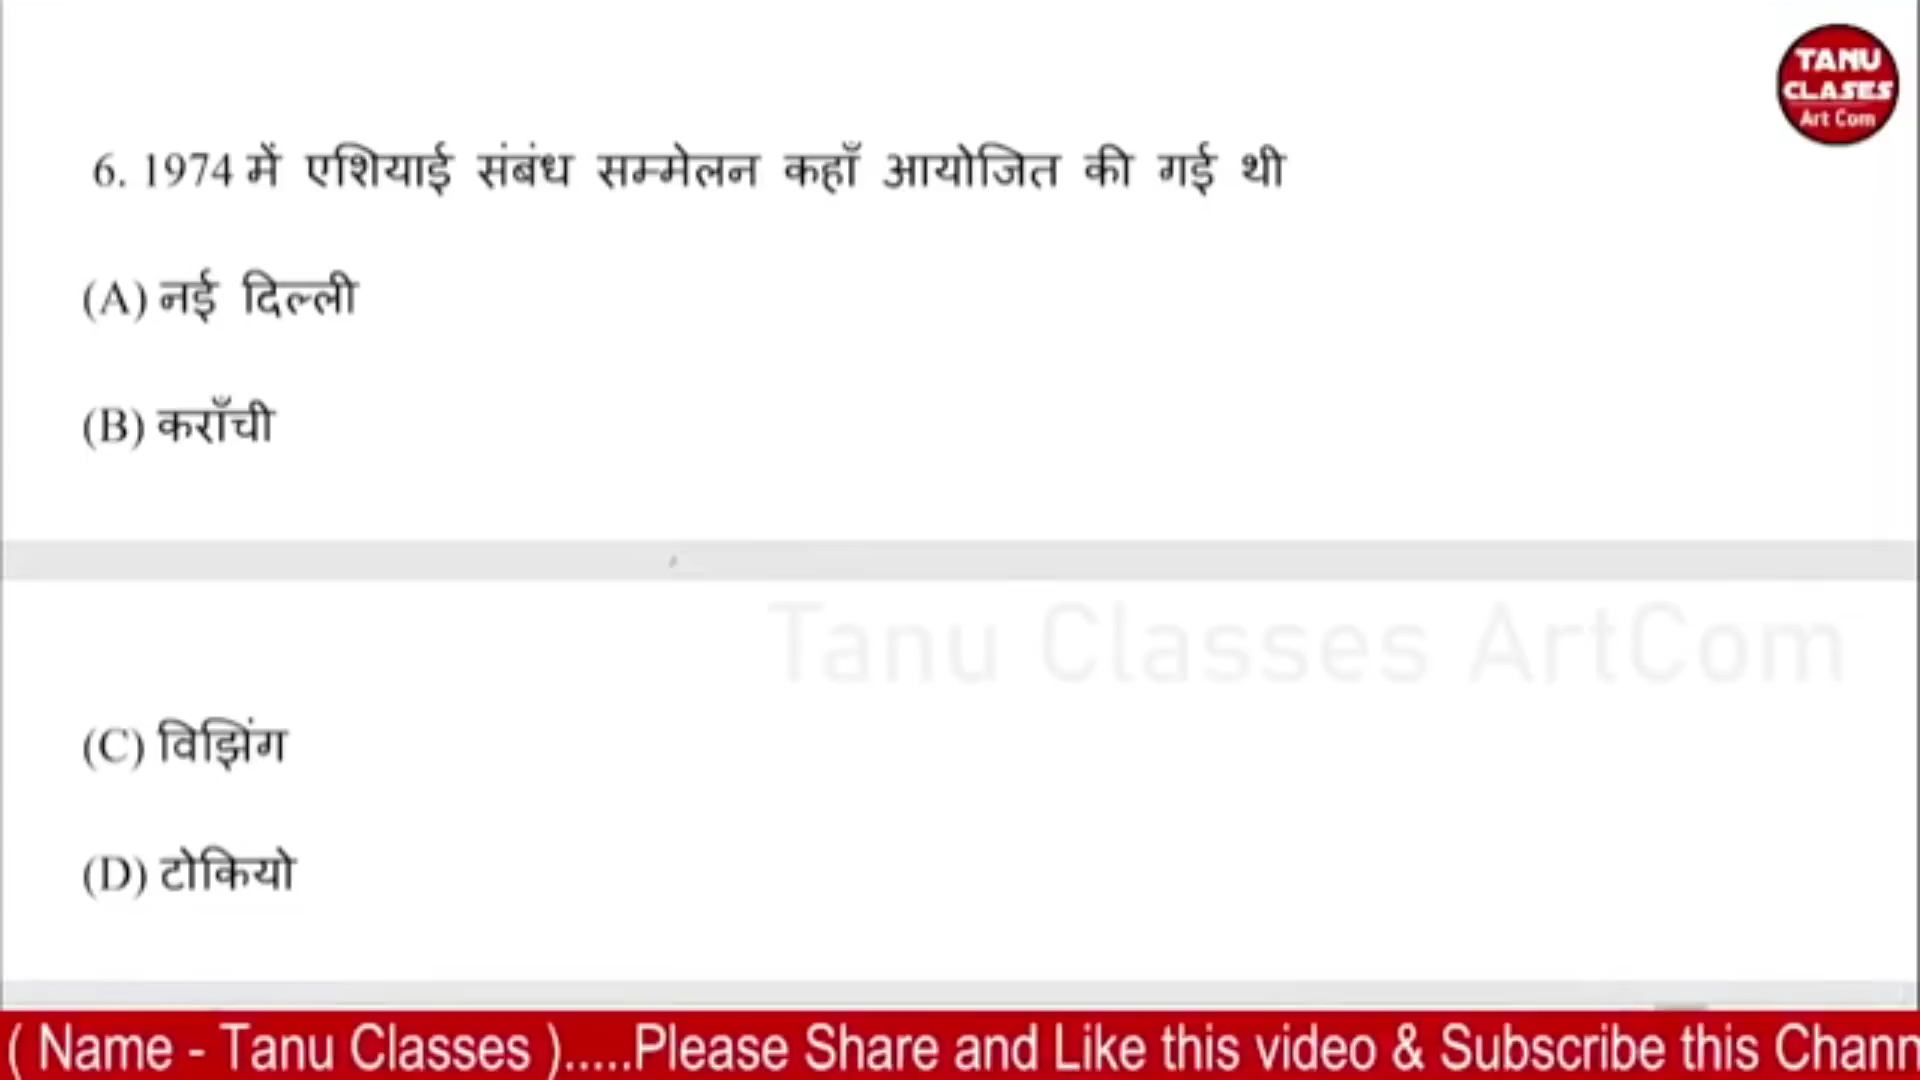 TANU
CLASES
Art Com
6. 1974 में एशियाई संबंध सम्मेलन कहाँ आयोजित की गई थी
(A) नई दिल्ली
(B) कराँची
Tanu Classes ArtCom
(C) विझिंग
(D) टोकियो
( Name - Tanu Classes ).....Please Share and Like this video & Subscribe this Chann